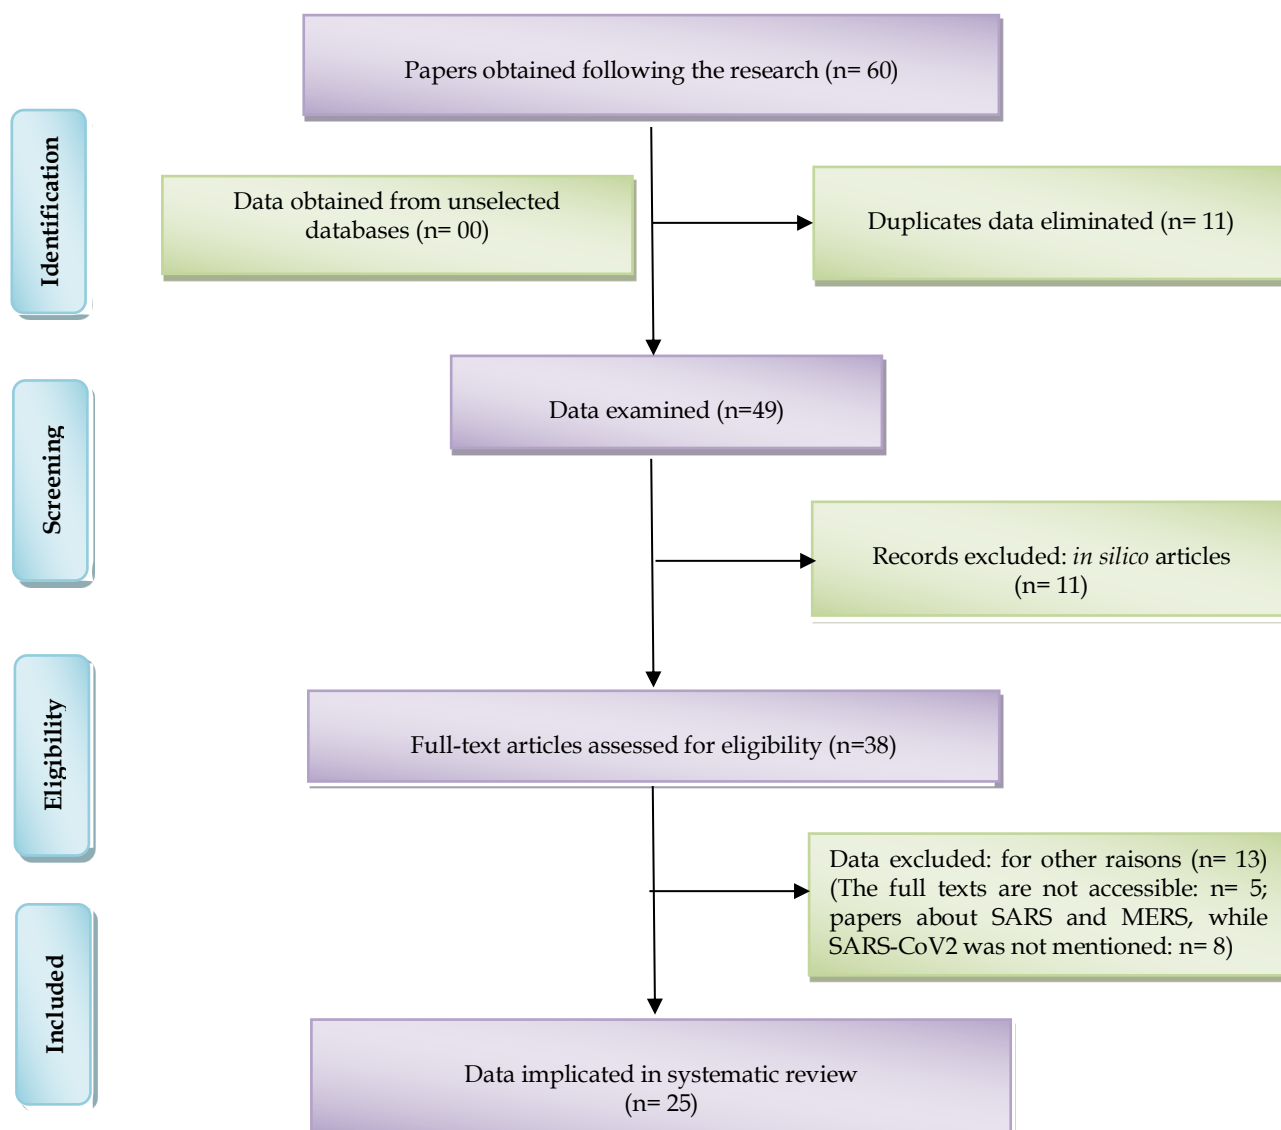 Papers obtained following the research (n= 60)
Identification
Data obtained from unselected
databases (n= 00)
Duplicates data eliminated (n= 11)
Screening
Data examined (n=49)
Records excluded: in silico articles
(n= 11)
Eligibility
Full-text articles assessed for eligibility (n=38)
Data excluded: for other raisons (n= 13)
(The full texts are not accessible: n= 5;
papers about SARS and MERS, while
SARS-CoV2 was not mentioned: n= 8)
Included
Data implicated in systematic review
(n= 25)